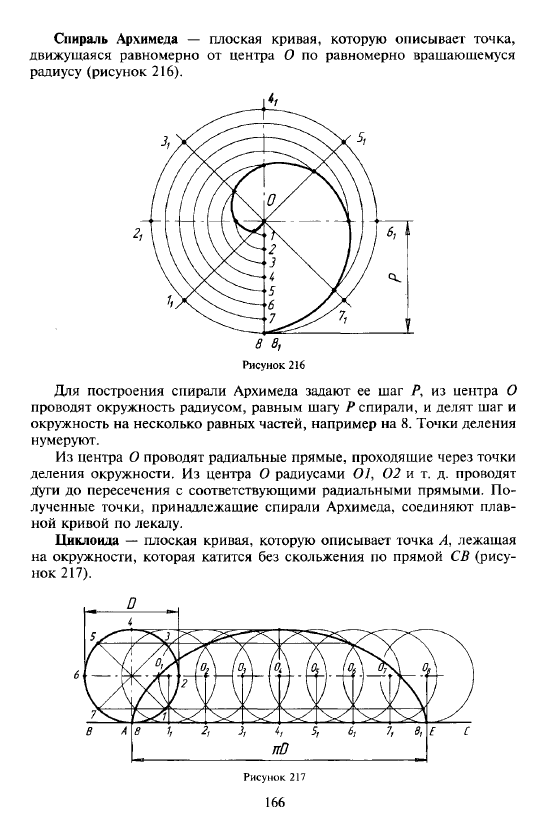 Спираль Архимеда — плоская кривая, которую описывает точка,
движущаяся равномерно от центра O по равномерно вращающемуся
радиусу (рисунок 216).
4₁
3₁
5₁
O
2₁
1
6₁
2
3
P
4
5
1₁
6
7
7₁
8 8₁
Рисунок 216
Для построения спирали Архимеда задают ее шаг P, из центра O
проводят окружность радиусом, равным шагу P спирали, и делят шаг и
окружность на несколько равных частей, например на 8. Точки деления
нумеруют.
Из центра O проводят радиальные прямые, проходящие через точки
деления окружности. Из центра O радиусами O1, O2 и т. д. проводят
дуги до пересечения с соответствующими радиальными прямыми. По-
лученные точки, принадлежащие спирали Архимеда, соединяют плав-
ной кривой по лекалу.
Циклоида — плоская кривая, которую описывает точка A, лежащая
на окружности, которая катится без скольжения по прямой CB (рису-
нок 217).
D
4
5 3
6 O₁ 2 O₂ O₃ O₄ O₅ O₆ O₇ O₈
7 1
B A B 1₁ 2₁ 3₁ 4₁ 5₁ 6₁ 7₁ 8₁ E C
πD
Рисунок 217
166